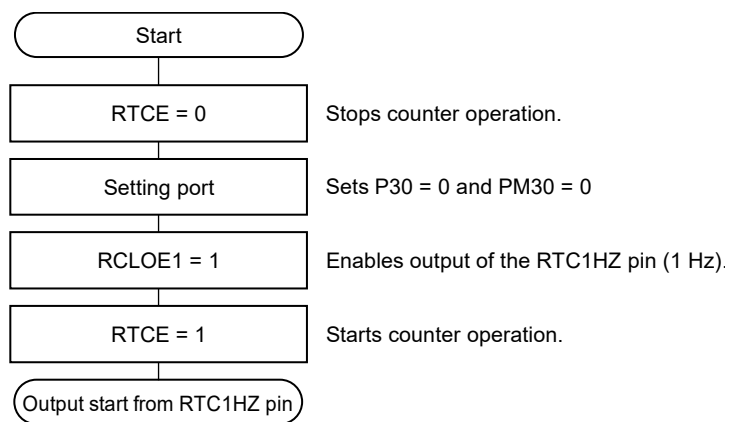 Start
RTCE = 0
Stops counter operation.
Setting port
Sets P30 = 0 and PM30 = 0
RCLOE1 = 1
Enables output of the RTC1HZ pin (1 Hz).
RTCE = 1
Starts counter operation.
Output start from RTC1HZ pin